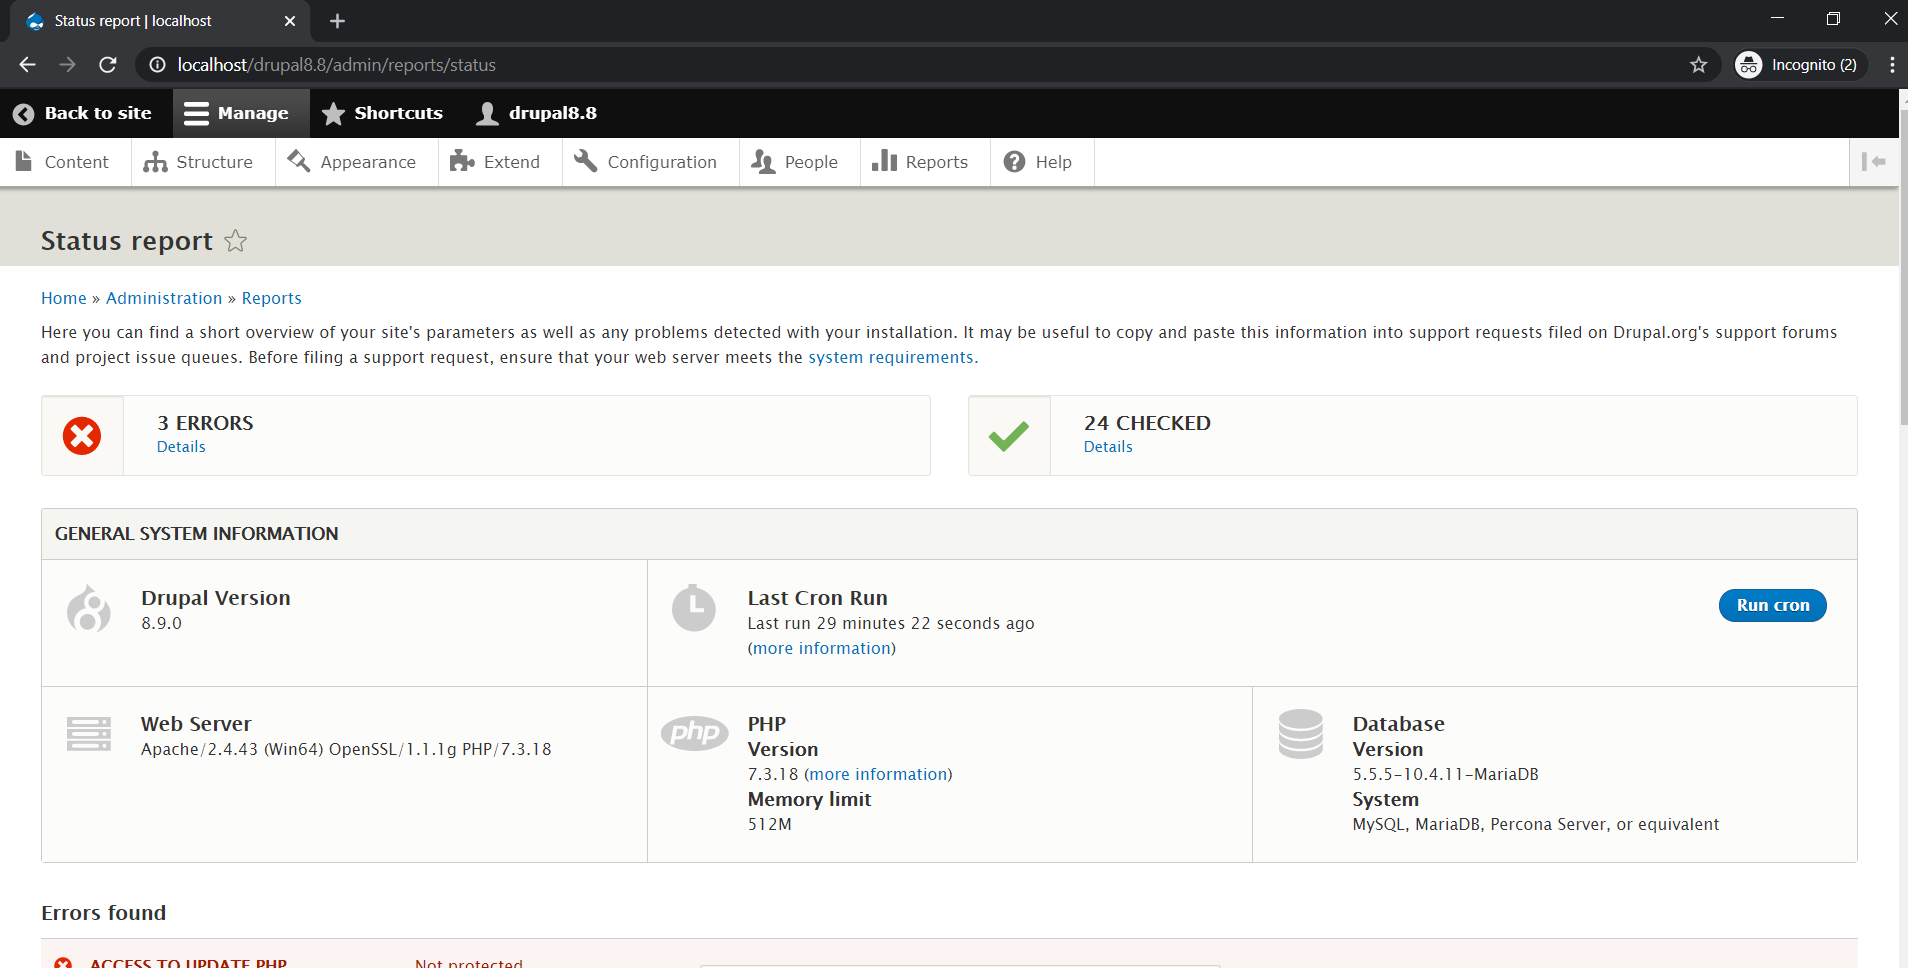 Status report | localhost
localhost/drupal8.8/admin/reports/status
Incognito (2)
Back to site
Manage
Shortcuts
drupal8.8
Content
Structure
Appearance
Extend
Configuration
People
Reports
Help
Status report
Home » Administration » Reports
Here you can find a short overview of your site's parameters as well as any problems detected with your installation. It may be useful to copy and paste this information into support requests filed on Drupal.org's support forums
and project issue queues. Before filing a support request, ensure that your web server meets the system requirements.
3 ERRORS
Details
24 CHECKED
Details
GENERAL SYSTEM INFORMATION
Drupal Version
8.9.0
Last Cron Run
Last run 29 minutes 22 seconds ago
(more information)
Run cron
Web Server
Apache/2.4.43 (Win64) OpenSSL/1.1.1g PHP/7.3.18
php
PHP
Version
7.3.18 (more information)
Memory limit
512M
Database
Version
5.5.5-10.4.11-MariaDB
System
MySQL, MariaDB, Percona Server, or equivalent
Errors found
ACCESS TO UPDATE.PHP
Not protected